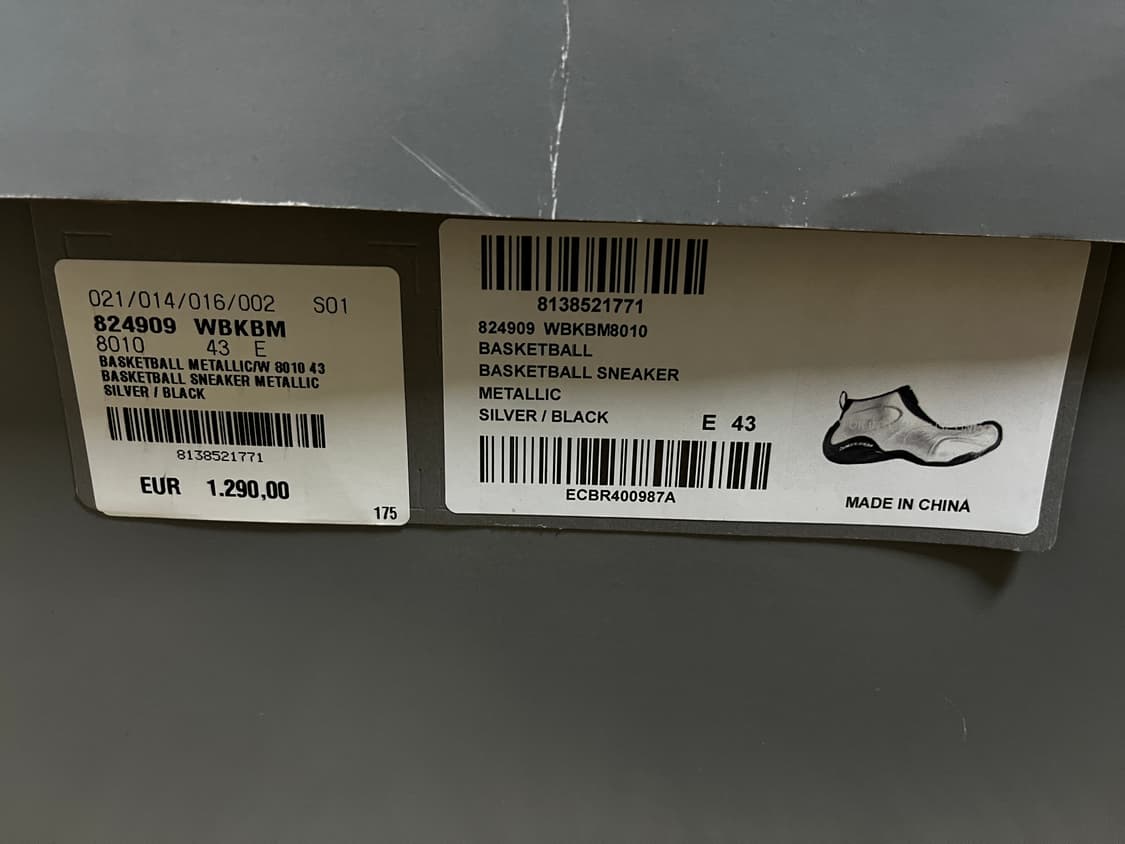 021/014/016/002 S01
824909 WBKBM
8010 43 E
BASKETBALL METALLIC/W 8010 43
BASKETBALL SNEAKER METALLIC
SILVER / BLACK
8138521771
EUR 1.290,00
175
8138521771
824909 WBKBM8010
BASKETBALL
BASKETBALL SNEAKER
METALLIC
SILVER / BLACK
E 43
ECBR400987A
MADE IN CHINA